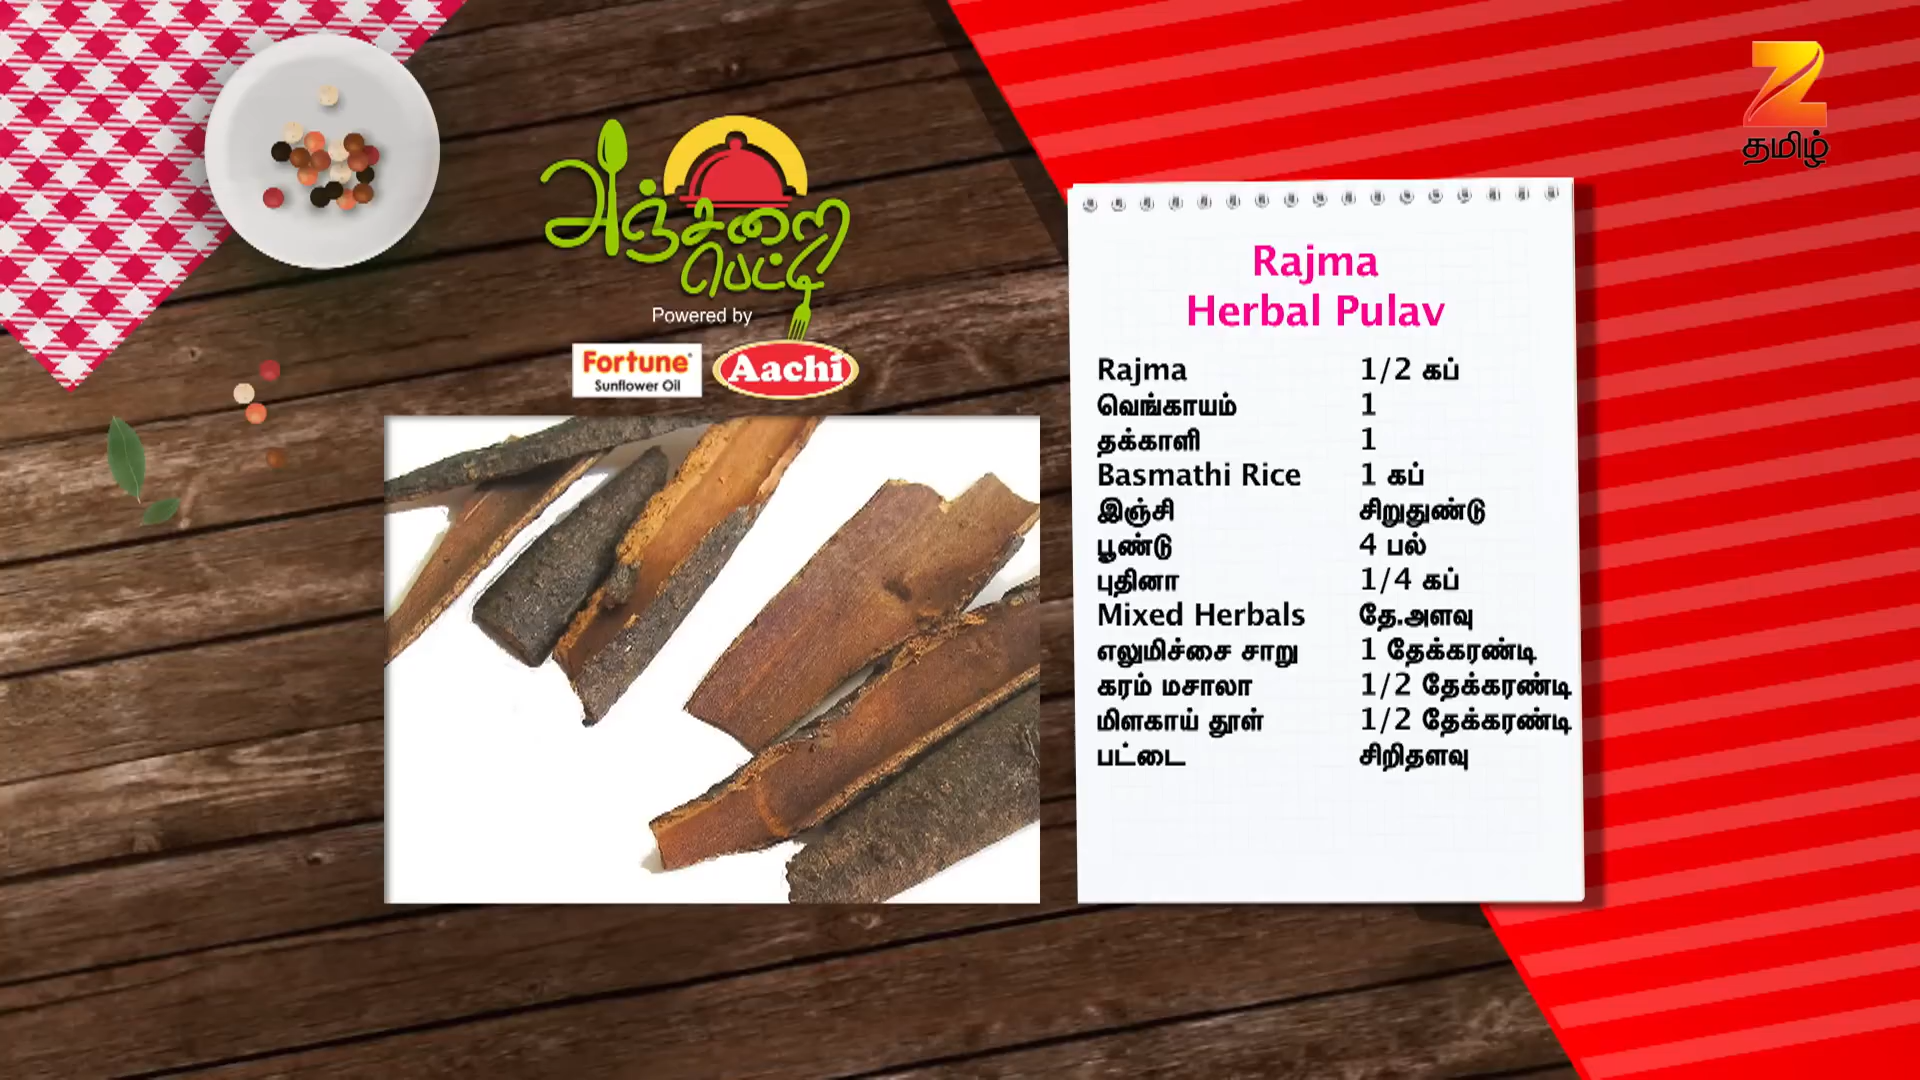 தமிழ்
அஞ்சறை
பெட்டி
Powered by
Fortune
Sunflower Oil
Aachi
Rajma
Herbal Pulav
Rajma 1/2 கப்
வெங்காயம் 1
தக்காளி 1
Basmathi Rice 1 கப்
இஞ்சி சிறுதுண்டு
பூண்டு 4 பல்
புதினா 1/4 கப்
Mixed Herbals தே.அளவு
எலுமிச்சை சாறு 1 தேக்கரண்டி
கரம் மசாலா 1/2 தேக்கரண்டி
மிளகாய் தூள் 1/2 தேக்கரண்டி
பட்டை சிறிதளவு